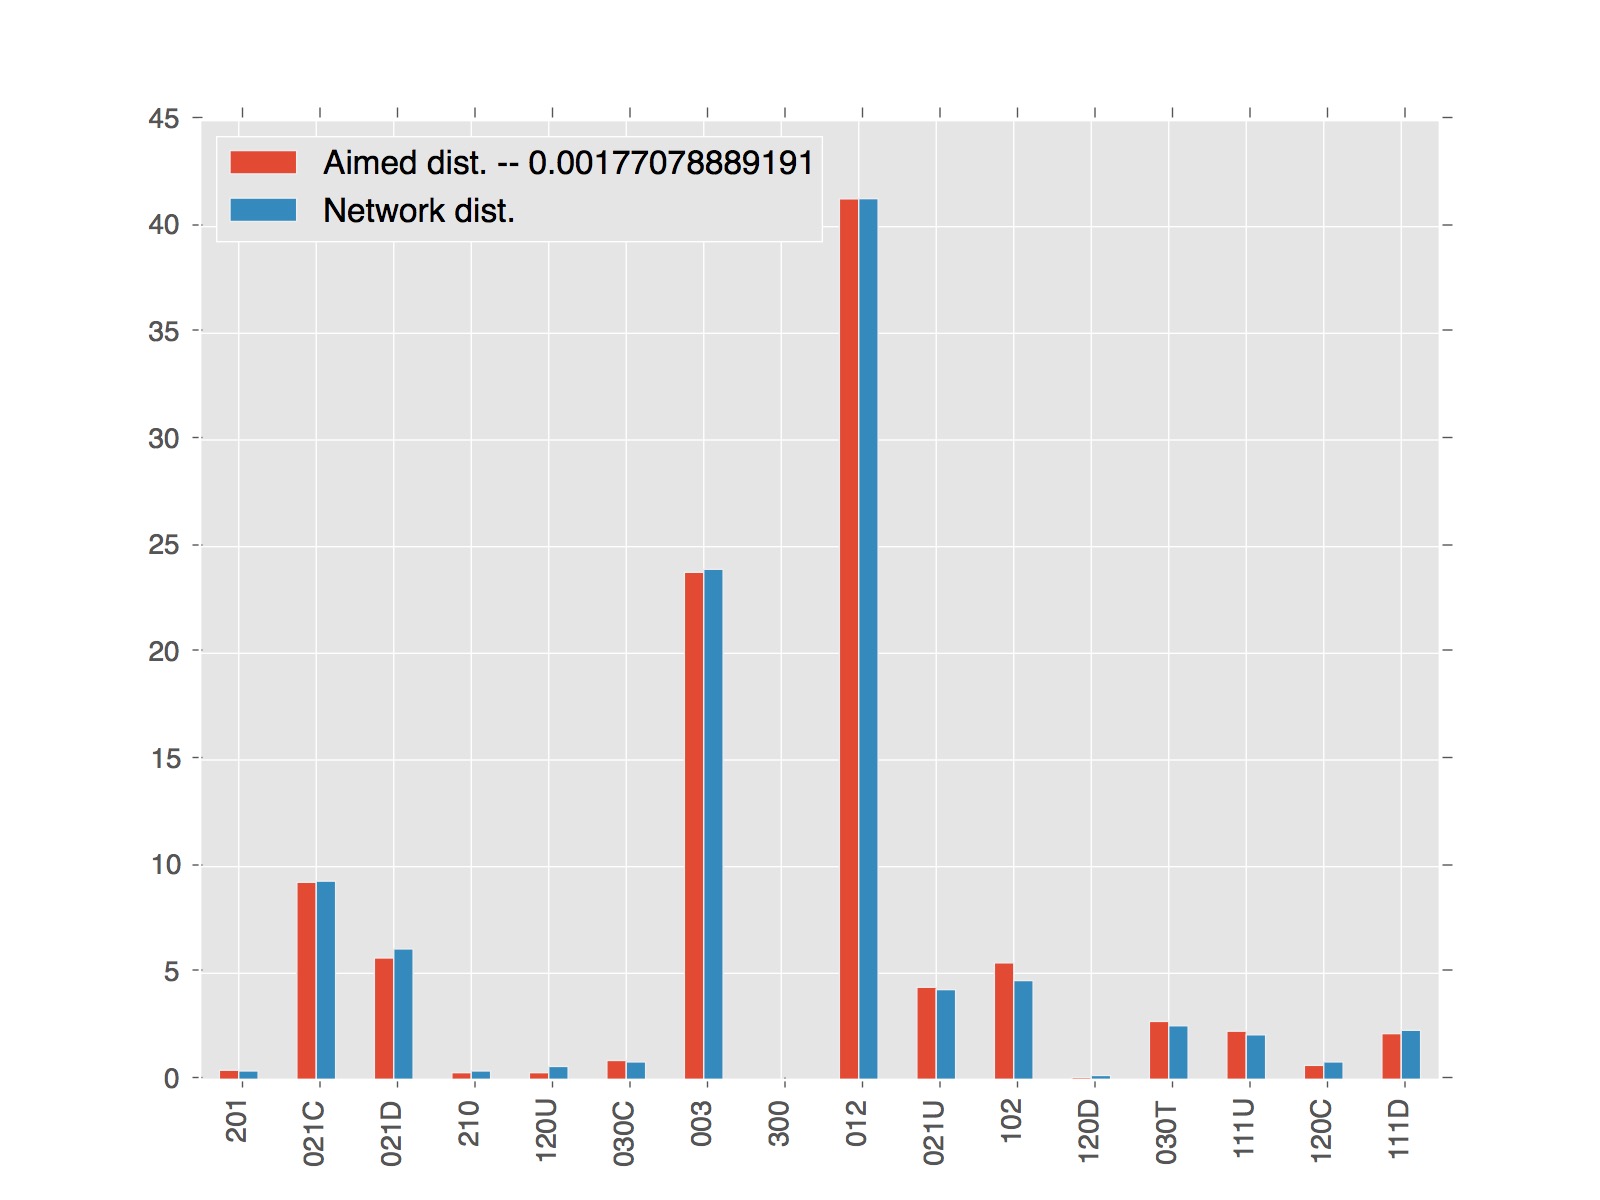 Aimed dist. -- 0.00177078889191
Network dist.
45
40
35
30
25
20
15
10
5
0
201
021C
021D
210
120U
030C
003
300
012
021U
102
120D
030T
111U
120C
111D